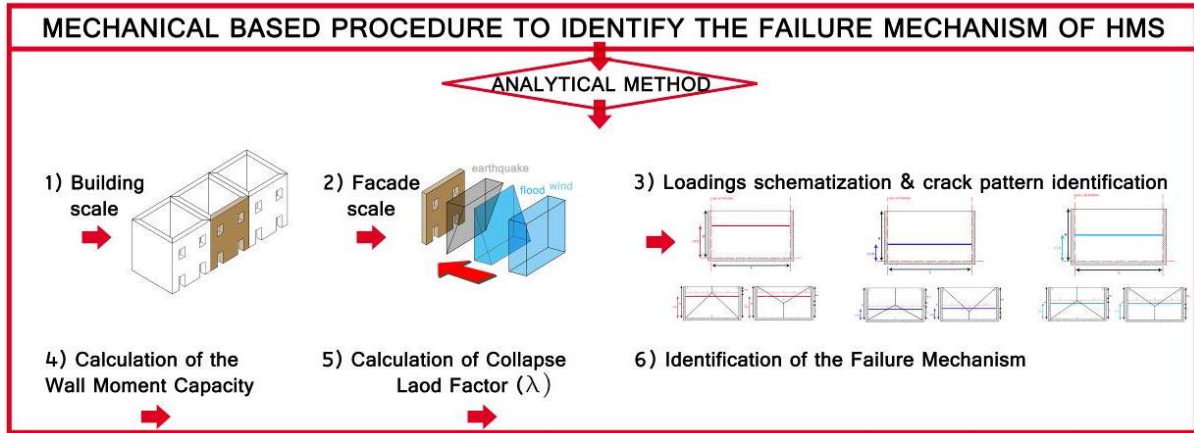 MECHANICAL BASED PROCEDURE TO IDENTIFY THE FAILURE MECHANISM OF HMS
ANALYTICAL METHOD
1) Building
scale
2) Facade
scale
earthquake
flood
wind
3) Loadings schematization & crack pattern identification
4) Calculation of the
Wall Moment Capacity
5) Calculation of Collapse
Laod Factor (λ)
6) Identification of the Failure Mechanism